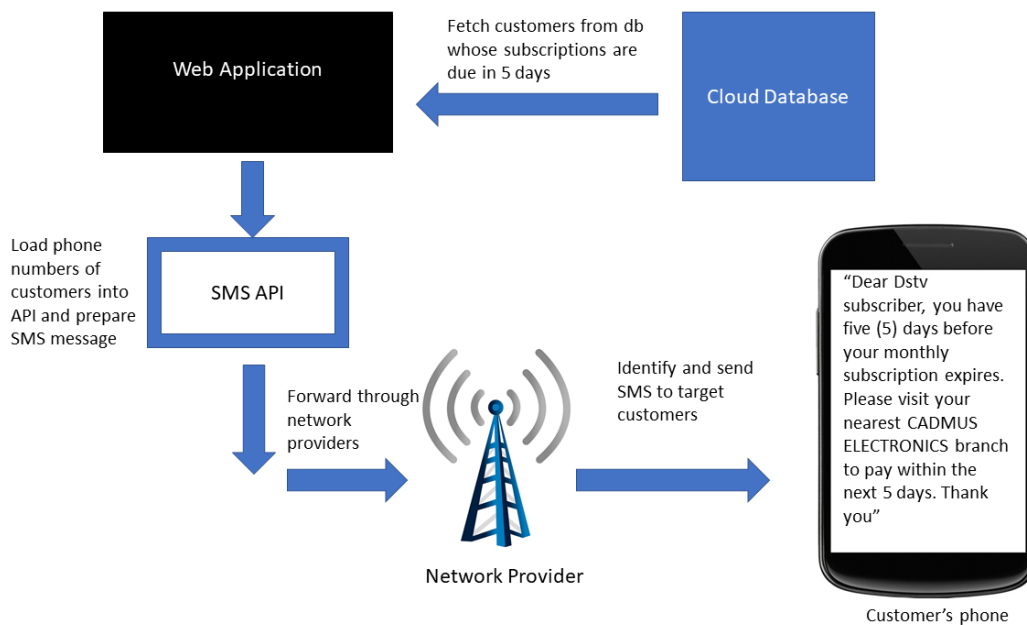 Fetch customers from db
whose subscriptions are
due in 5 days
Web Application
Cloud Database
Load phone
numbers of
customers into
API and prepare
SMS message
SMS API
Forward through
network
providers
Identify and send
SMS to target
customers
Network Provider
“Dear Dstv
subscriber, you have
five (5) days before
your monthly
subscription expires.
Please visit your
nearest CADMUS
ELECTRONICS branch
to pay within the
next 5 days. Thank
you”
Customer’s phone